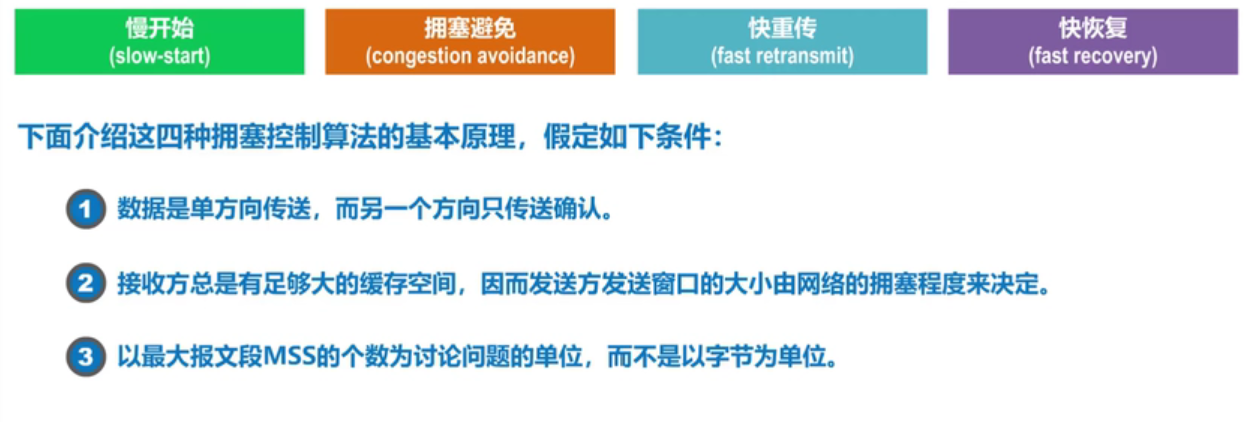 慢开始
(slow-start)
拥塞避免
(congestion avoidance)
快重传
(fast retransmit)
快恢复
(fast recovery)
下面介绍这四种拥塞控制算法的基本原理，假定如下条件：
1 数据是单方向传送，而另一个方向只传送确认。
2 接收方总是有足够大的缓存空间，因而发送方发送窗口的大小由网络的拥塞程度来决定。
3 以最大报文段MSS的个数为讨论问题的单位，而不是以字节为单位。